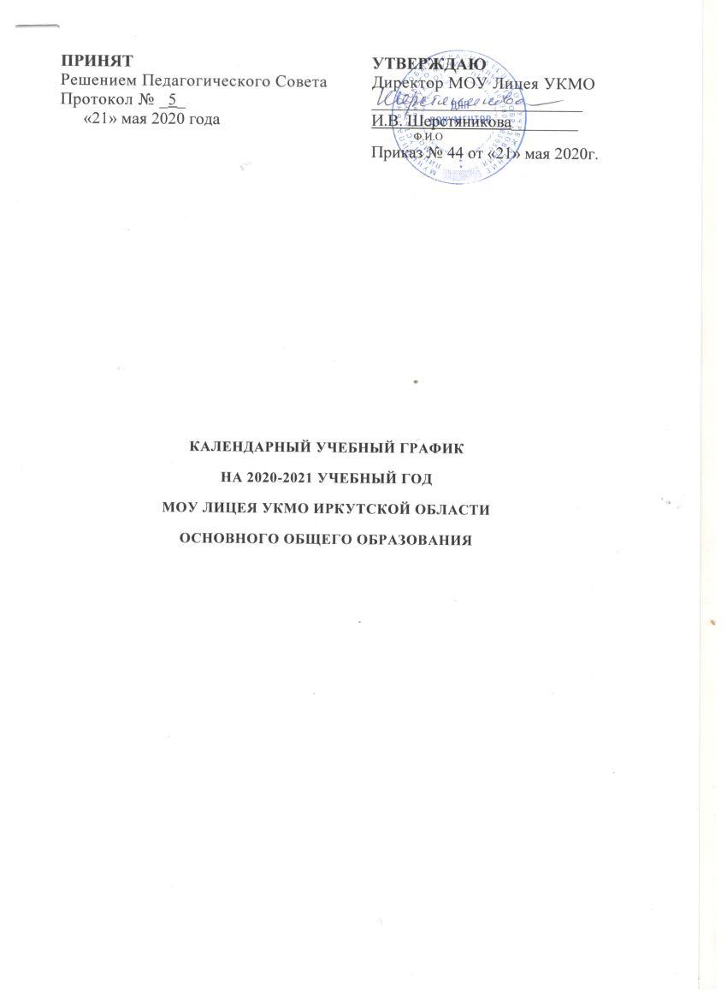 ПРИНЯТ
Решением Педагогического Совета
Протокол № 5
«21» мая 2020 года
УТВЕРЖДАЮ
Директор МОУ Лицея УКМО
И.В. Шерстяникова
Ф.И.О
Приказ № 44 от «21» мая 2020г.
ДЛЯ
ДОКУМЕНТОВ
КАЛЕНДАРНЫЙ УЧЕБНЫЙ ГРАФИК
НА 2020-2021 УЧЕБНЫЙ ГОД
МОУ ЛИЦЕЯ УКМО ИРКУТСКОЙ ОБЛАСТИ
ОСНОВНОГО ОБЩЕГО ОБРАЗОВАНИЯ